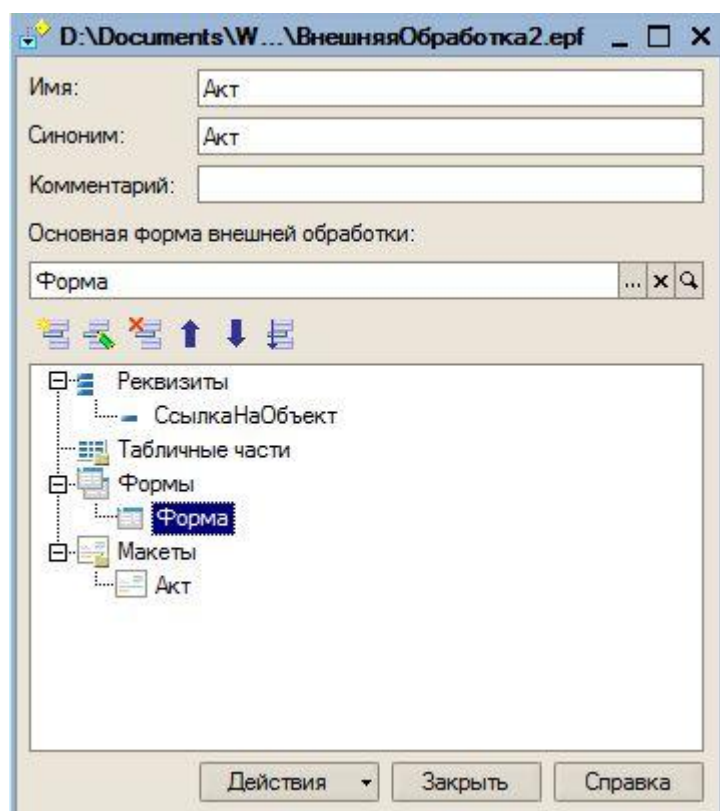 D:\Documents\W...\ВнешняяОбработка2.epf
Имя: Акт
Синоним: Акт
Комментарий:
Основная форма внешней обработки:
Форма ...
Реквизиты
СсылкаНаОбъект
Табличные части
Формы
Форма
Макеты
Акт
Действия Закрыть Справка